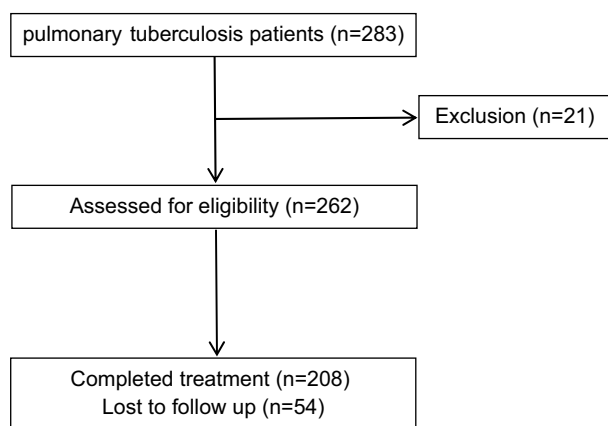 pulmonary tuberculosis patients (n=283)
Exclusion (n=21)
Assessed for eligibility (n=262)
Completed treatment (n=208)
Lost to follow up (n=54)